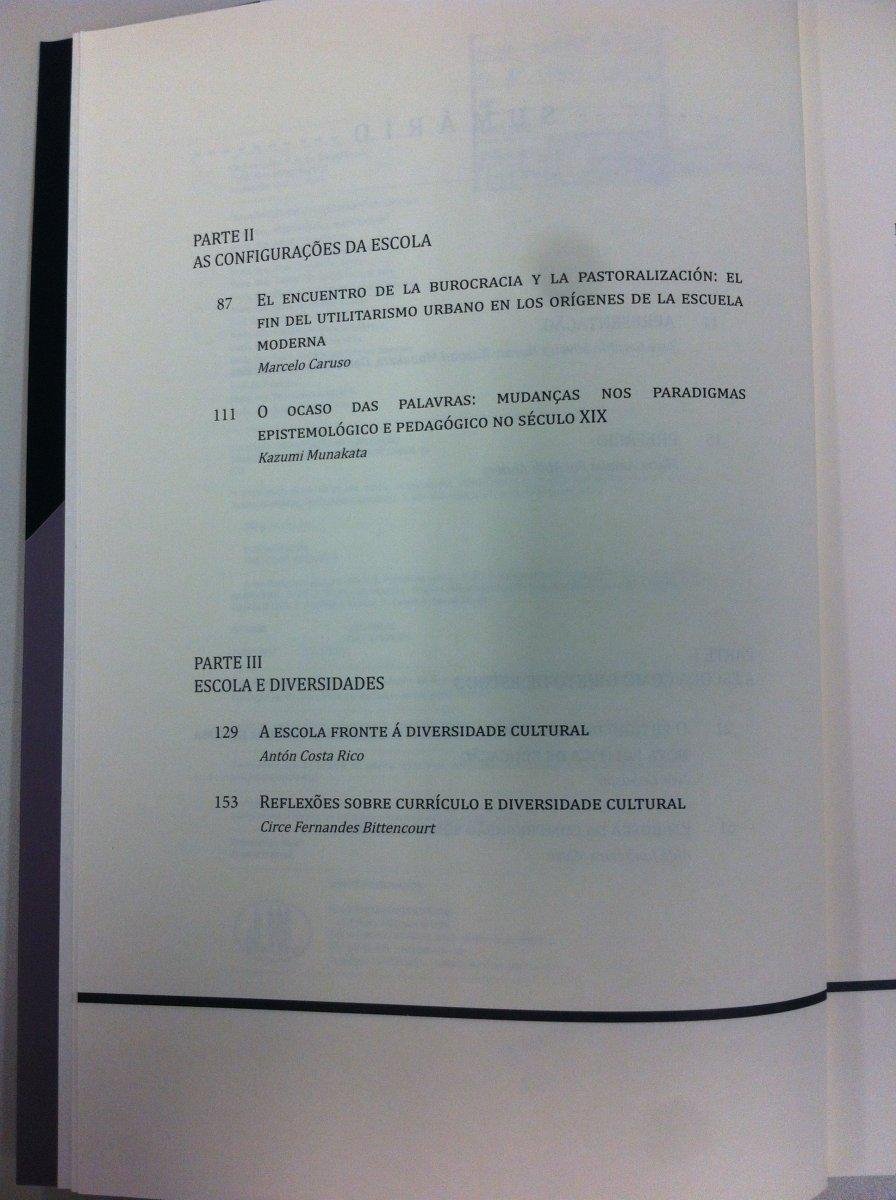 SUMÁRIO
PARTE II
AS CONFIGURAÇÕES DA ESCOLA
87 EL ENCUENTRO DE LA BUROCRACIA Y LA PASTORALIZACIÓN: EL
FIN DEL UTILITARISMO URBANO EN LOS ORÍGENES DE LA ESCUELA
MODERNA
Marcelo Caruso
111 O OCASO DAS PALAVRAS: MUDANÇAS NOS PARADIGMAS
EPISTEMOLÓGICO E PEDAGÓGICO NO SÉCULO XIX
Kazumi Munakata
PARTE III
ESCOLA E DIVERSIDADES
129 A ESCOLA FRONTE Á DIVERSIDADE CULTURAL
Antón Costa Rico
153 REFLEXÕES SOBRE CURRÍCULO E DIVERSIDADE CULTURAL
Circe Fernandes Bittencourt